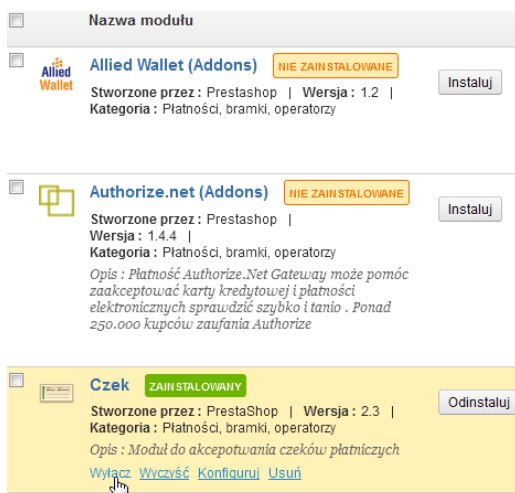 Nazwa modułu
Allied Wallet
Allied Wallet (Addons) NIE ZAINSTALOWANE
Instaluj
Stworzone przez : Prestashop | Wersja : 1.2 |
Kategoria : Płatności, bramki, operatorzy
Authorize.net (Addons) NIE ZAINSTALOWANE
Instaluj
Stworzone przez : Prestashop |
Wersja : 1.4.4 |
Kategoria : Płatności, bramki, operatorzy
Opis : Płatność Authorize.Net Gateway może pomóc
zaakceptować karty kredytowej i płatności
elektronicznych sprawdzić szybko i tanio . Ponad
250.000 kupców zaufania Authorize
Czek ZAINSTALOWANY
Odinstaluj
Stworzone przez : PrestaShop | Wersja : 2.3 |
Kategoria : Płatności, bramki, operatorzy
Opis : Moduł do akcepotwania czeków płatniczych
Wyłącz Wyczyść Konfiguruj Usuń